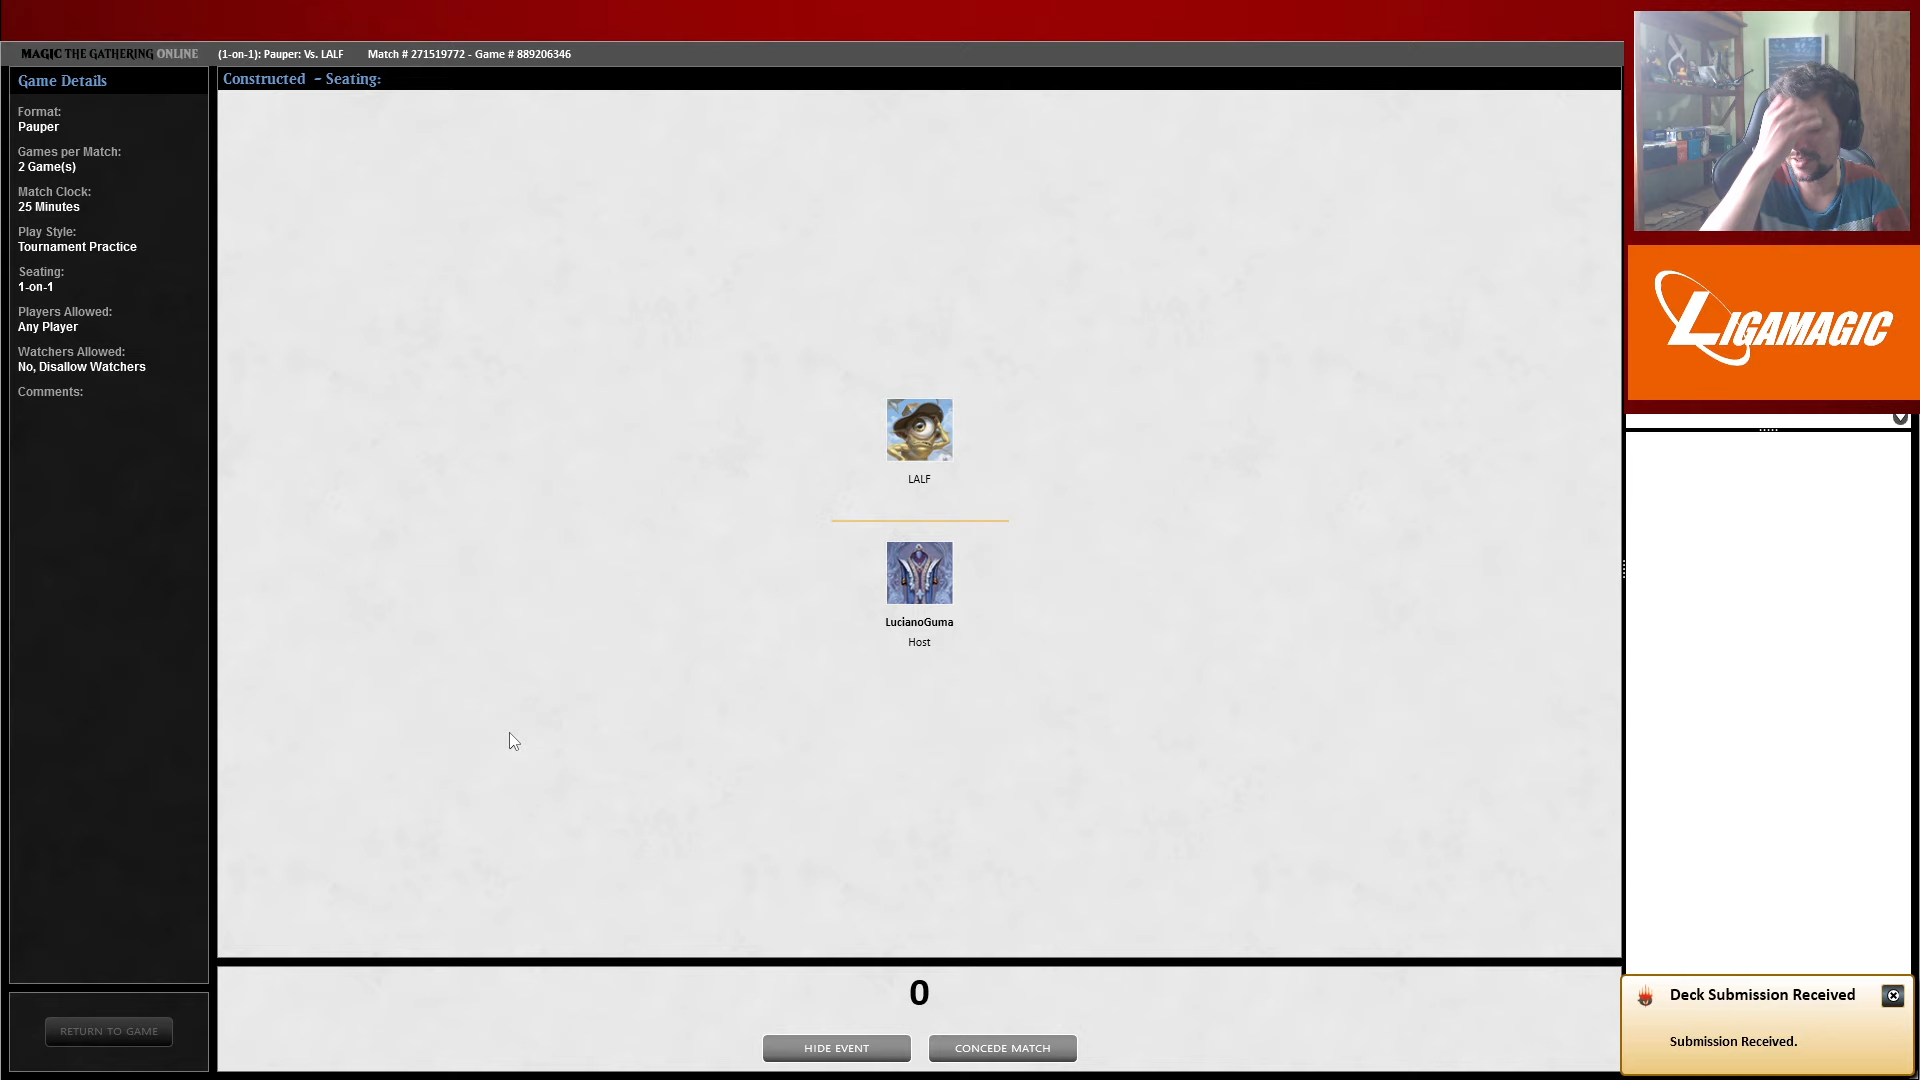 MAGIC THE GATHERING ONLINE
(1-on-1): Pauper: Vs. LALF
Match # 271519772 - Game # 889206346
Game Details
Format:
Pauper
Games per Match:
2 Game(s)
Match Clock:
25 Minutes
Play Style:
Tournament Practice
Seating:
1-on-1
Players Allowed:
Any Player
Watchers Allowed:
No, Disallow Watchers
Comments:
RETURN TO GAME
Constructed - Seating:
LALF
LucianoGuma
Host
0
HIDE EVENT
CONCEDE MATCH
LIGAMAGIC
Deck Submission Received
Submission Received.